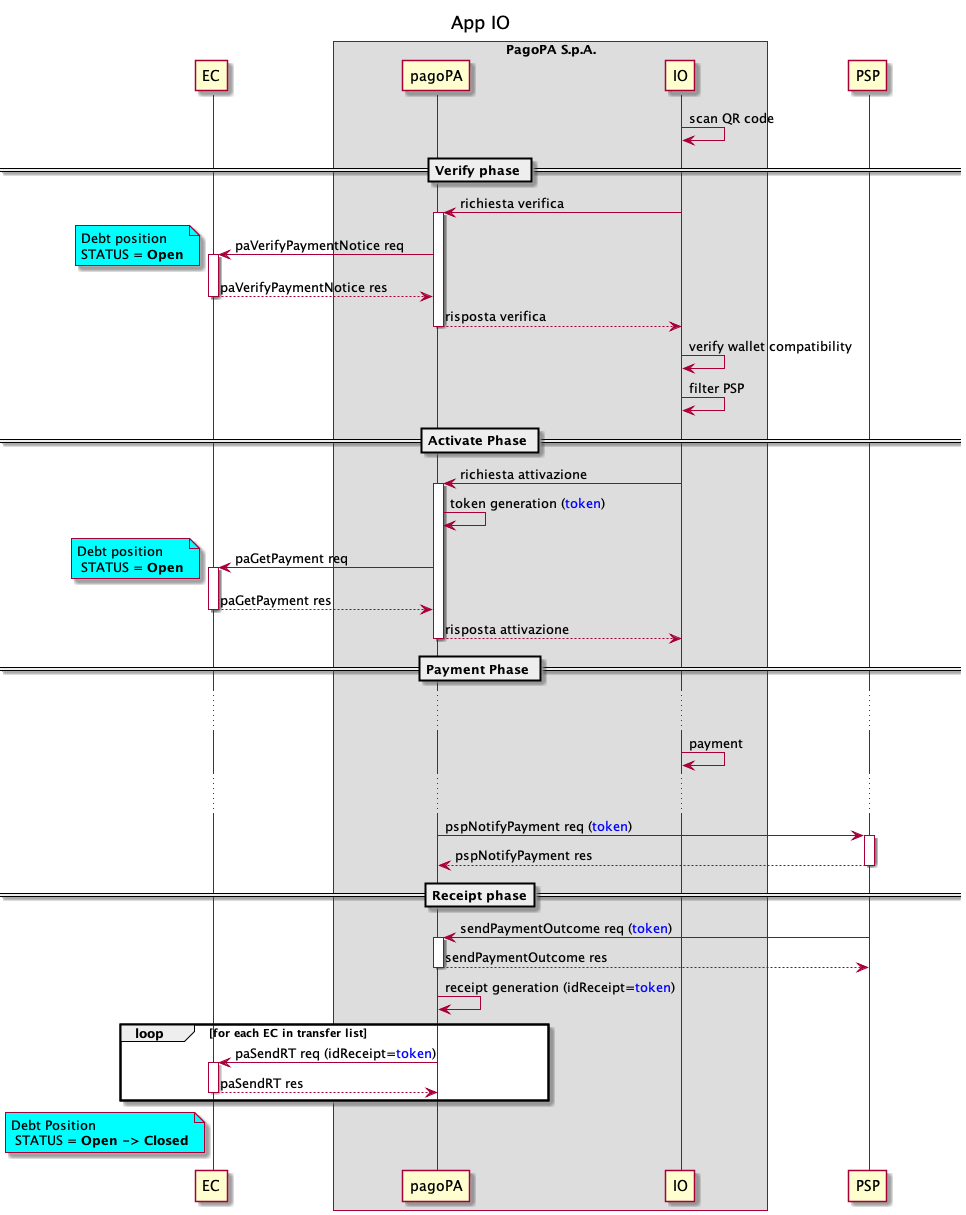 App IO
PagoPA S.p.A.
EC
pagoPA
IO
PSP
scan QR code
Verify phase
richiesta verifica
Debt position
STATUS = Open
paVerifyPaymentNotice req
paVerifyPaymentNotice res
risposta verifica
verify wallet compatibility
filter PSP
Activate Phase
richiesta attivazione
token generation (token)
Debt position
STATUS = Open
paGetPayment req
paGetPayment res
risposta attivazione
Payment Phase
payment
pspNotifyPayment req (token)
pspNotifyPayment res
Receipt phase
sendPaymentOutcome req (token)
sendPaymentOutcome res
receipt generation (idReceipt=token)
loop
[for each EC in transfer list]
paSendRT req (idReceipt=token)
paSendRT res
Debt Position
STATUS = Open -> Closed
EC
pagoPA
IO
PSP